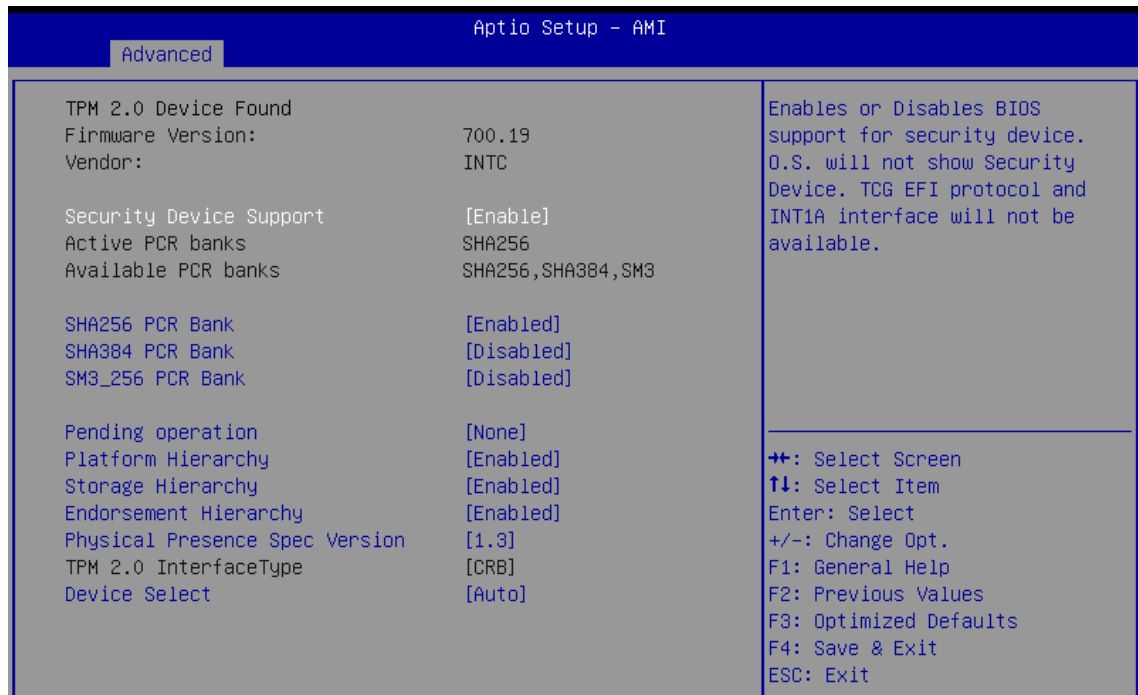 Aptio Setup - AMI
Advanced
TPM 2.0 Device Found
Firmware Version: 700.19
Vendor: INTC
Security Device Support [Enable]
Active PCR banks SHA256
Available PCR banks SHA256,SHA384,SM3
SHA256 PCR Bank [Enabled]
SHA384 PCR Bank [Disabled]
SM3_256 PCR Bank [Disabled]
Pending operation [None]
Platform Hierarchy [Enabled]
Storage Hierarchy [Enabled]
Endorsement Hierarchy [Enabled]
Physical Presence Spec Version [1.3]
TPM 2.0 InterfaceType [CRB]
Device Select [Auto]
Enables or Disables BIOS
support for security device.
O.S. will not show Security
Device. TCG EFI protocol and
INT1A interface will not be
available.
→←: Select Screen
↑↓: Select Item
Enter: Select
+/-: Change Opt.
F1: General Help
F2: Previous Values
F3: Optimized Defaults
F4: Save & Exit
ESC: Exit